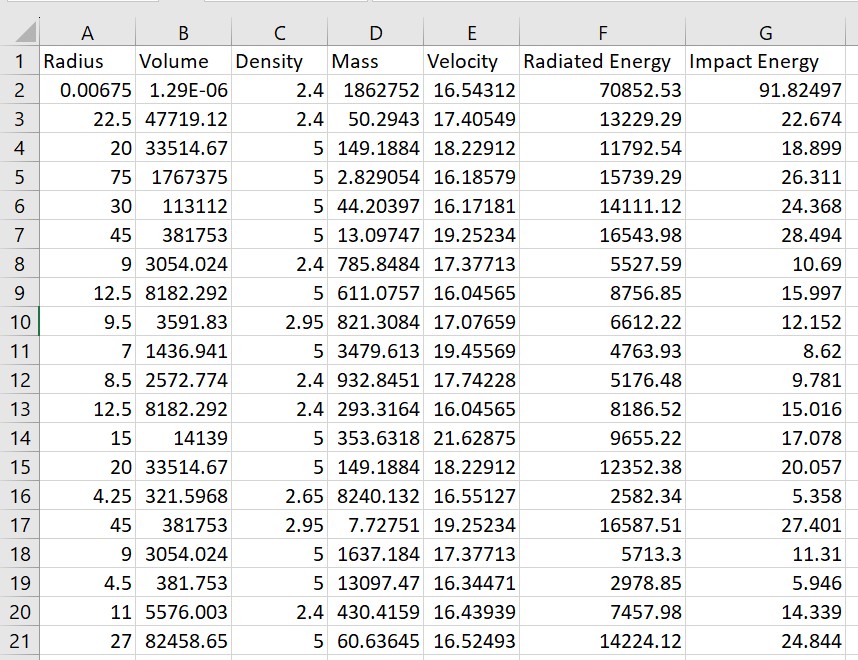 A B C D E F G
1 Radius Volume Density Mass Velocity Radiated Energy Impact Energy
2 0.00675 1.29E-06 2.4 1862752 16.54312 70852.53 91.82497
3 22.5 47719.12 2.4 50.2943 17.40549 13229.29 22.674
4 20 33514.67 5 149.1884 18.22912 11792.54 18.899
5 75 1767375 5 2.829054 16.18579 15739.29 26.311
6 30 113112 5 44.20397 16.17181 14111.12 24.368
7 45 381753 5 13.09747 19.25234 16543.98 28.494
8 9 3054.024 2.4 785.8484 17.37713 5527.59 10.69
9 12.5 8182.292 5 611.0757 16.04565 8756.85 15.997
10 9.5 3591.83 2.95 821.3084 17.07659 6612.22 12.152
11 7 1436.941 5 3479.613 19.45569 4763.93 8.62
12 8.5 2572.774 2.4 932.8451 17.74228 5176.48 9.781
13 12.5 8182.292 2.4 293.3164 16.04565 8186.52 15.016
14 15 14139 5 353.6318 21.62875 9655.22 17.078
15 20 33514.67 5 149.1884 18.22912 12352.38 20.057
16 4.25 321.5968 2.65 8240.132 16.55127 2582.34 5.358
17 45 381753 2.95 7.72751 19.25234 16587.51 27.401
18 9 3054.024 5 1637.184 17.37713 5713.3 11.31
19 4.5 381.753 5 13097.47 16.34471 2978.85 5.946
20 11 5576.003 2.4 430.4159 16.43939 7457.98 14.339
21 27 82458.65 5 60.63645 16.52493 14224.12 24.844